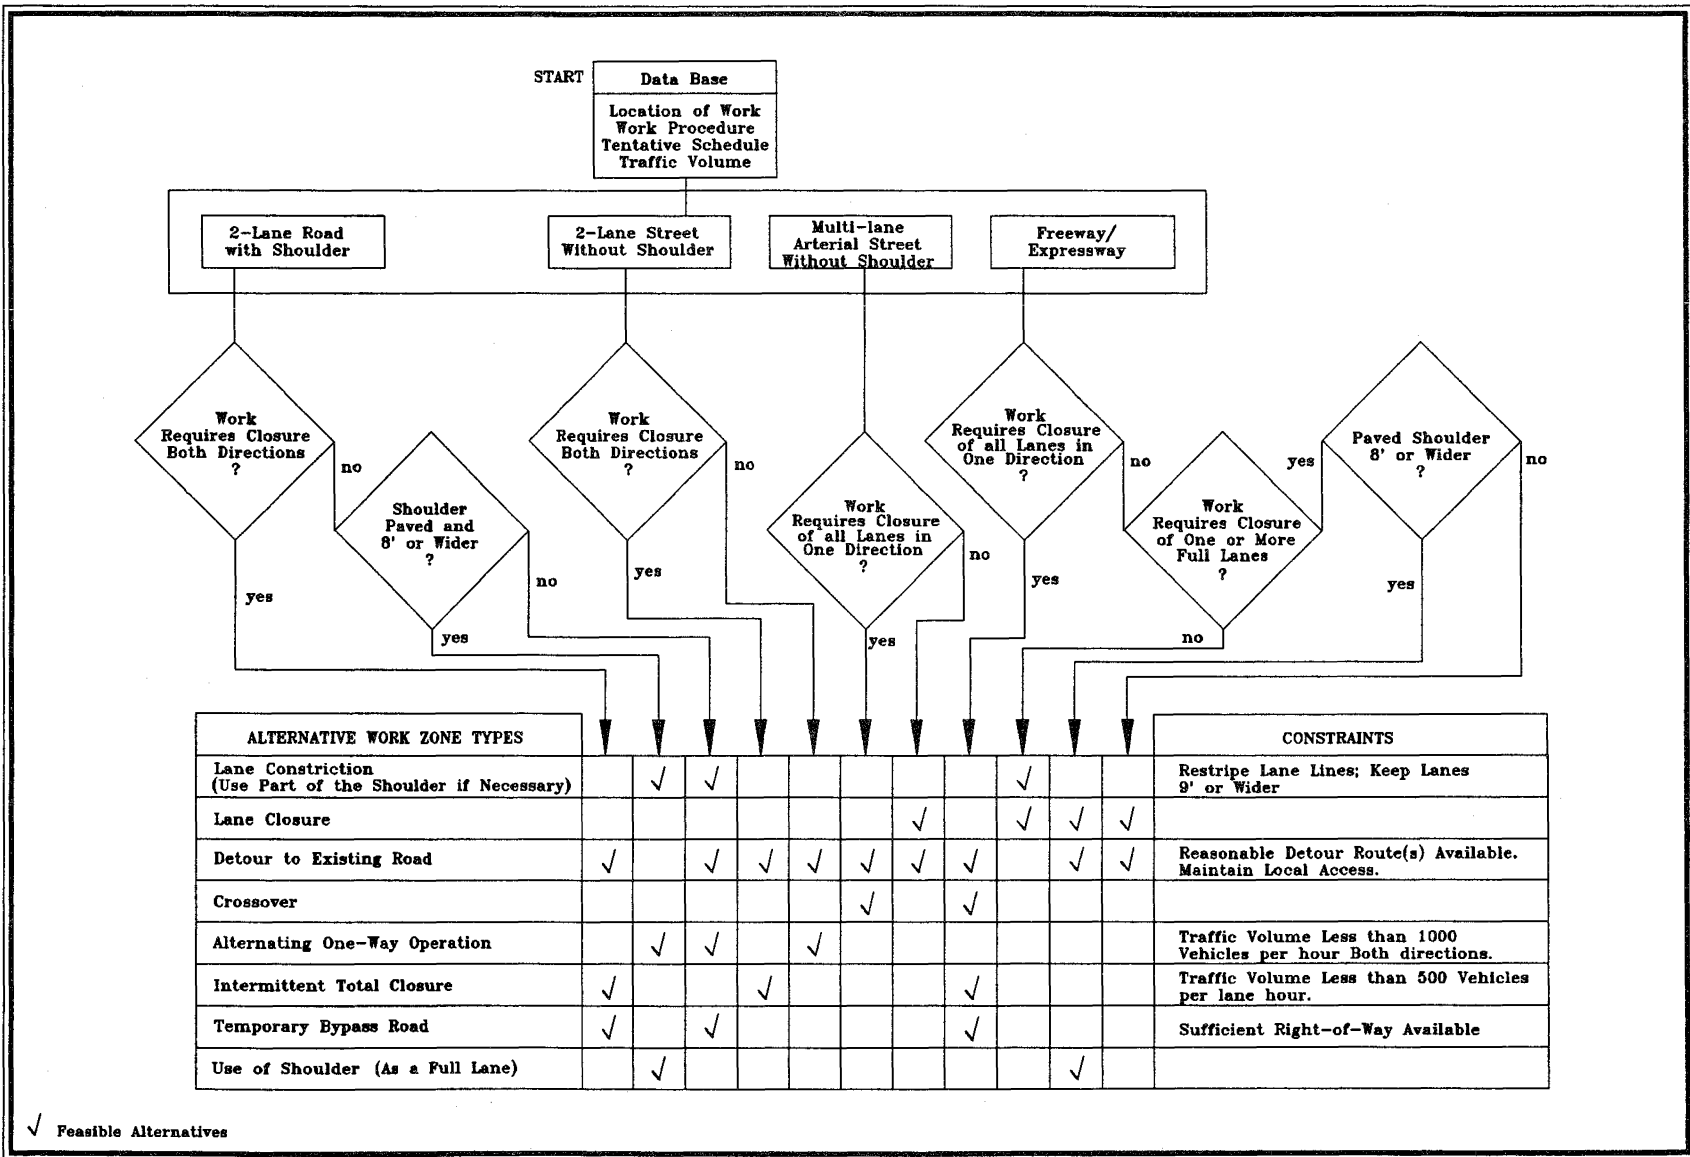 START
Data Base
Location of Work
Work Procedure
Tentative Schedule
Traffic Volume
2-Lane Road
with Shoulder
2-Lane Street
Without Shoulder
Multi-lane
Arterial Street
Without Shoulder
Freeway/
Expressway
Work
Requires Closure
Both Directions
?
no
yes
Shoulder
Paved and
8' or Wider
?
no
yes
Work
Requires Closure
Both Directions
?
no
yes
Work
Requires Closure
of all Lanes in
One Direction
?
no
yes
Work
Requires Closure
of all Lanes in
One Direction
?
no
yes
Work
Requires Closure
of One or More
Full Lanes
?
yes
no
Paved Shoulder
8' or Wider
?
no
yes
ALTERNATIVE WORK ZONE TYPES
CONSTRAINTS
Lane Constriction
(Use Part of the Shoulder if Necessary)
√ √ √
Restripe Lane Lines; Keep Lanes
9' or Wider
Lane Closure
√ √ √ √
Detour to Existing Road
√ √ √ √ √ √ √ √ √
Reasonable Detour Route(s) Available.
Maintain Local Access.
Crossover
√ √
Alternating One-Way Operation
√ √ √
Traffic Volume Less than 1000
Vehicles per hour Both directions.
Intermittent Total Closure
√ √ √
Traffic Volume Less than 500 Vehicles
per lane hour.
Temporary Bypass Road
√ √ √
Sufficient Right-of-Way Available
Use of Shoulder (As a Full Lane)
√ √
√ Feasible Alternatives